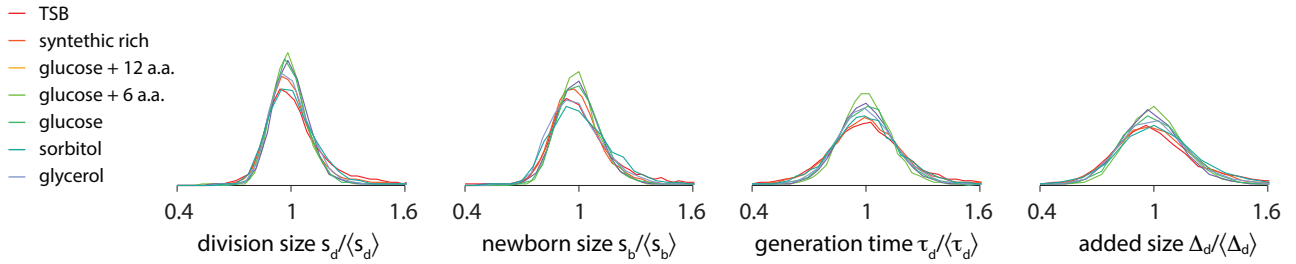 TSB
syntethic rich
glucose + 12 a.a.
glucose + 6 a.a.
glucose
sorbitol
glycerol
0.4 1 1.6 0.4 1 1.6 0.4 1 1.6 0.4 1 1.6
division size s_d/⟨s_d⟩ newborn size s_b/⟨s_b⟩ generation time τ_d/⟨τ_d⟩ added size Δ_d/⟨Δ_d⟩